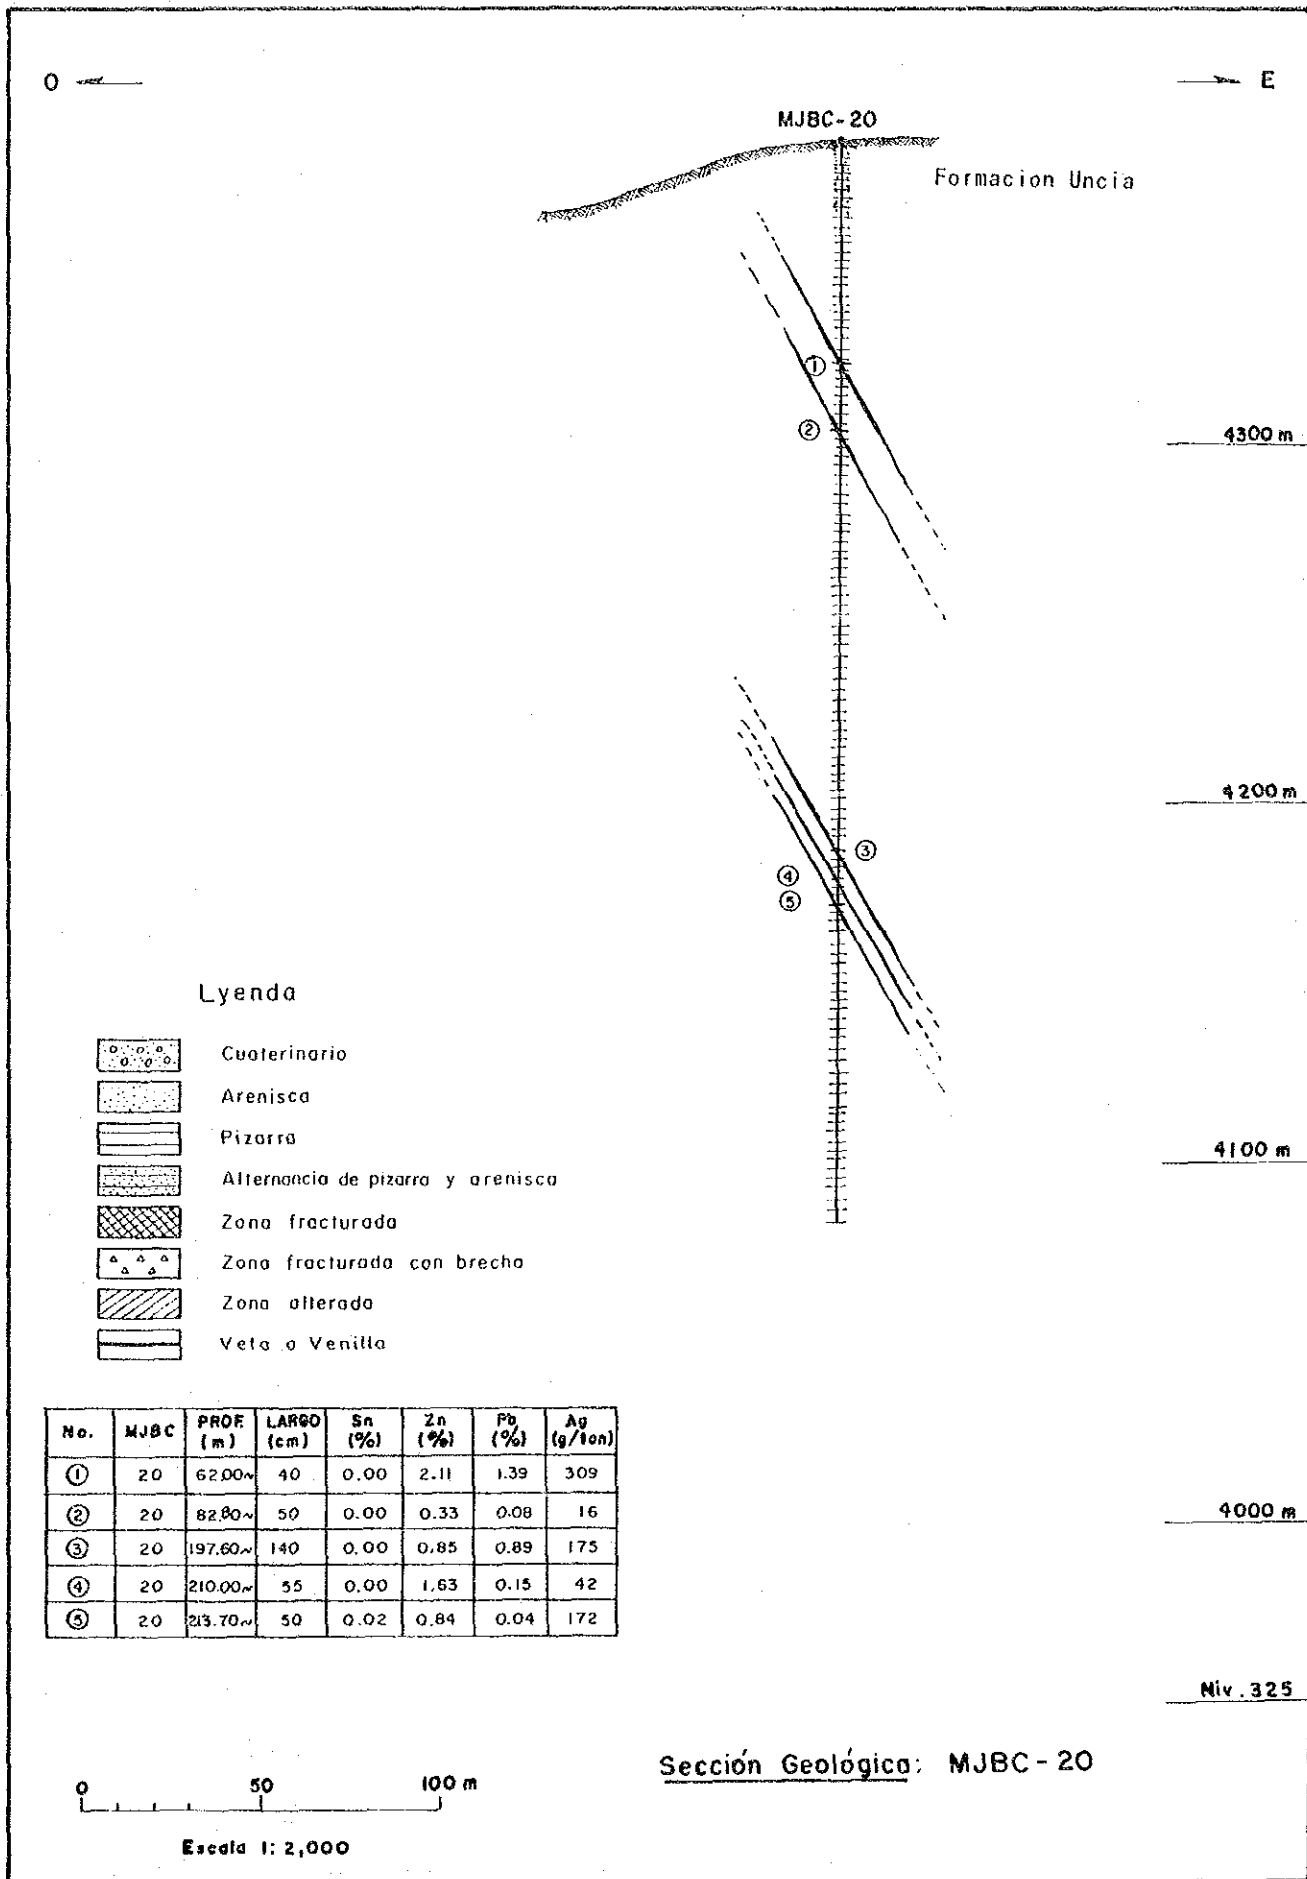 O E
MJBC-20
Formacion Uncia
①
②
4300 m
4200 m
③
④
⑤
Lyenda
Cuaterinario
Arenisca
Pizarra
4100 m
Alternancia de pizarra y arenisca
Zona fracturada
Zona fracturada con brecha
Zona alterada
Veta o Venilla
No. MJBC PROF. (m) LARGO (cm) Sn (%) Zn (%) Pb (%) Ag (g/ton)
① 20 62.00~ 40 0.00 2.11 1.39 309
② 20 82.80~ 50 0.00 0.33 0.08 16
4000 m
③ 20 197.60~ 140 0.00 0.85 0.89 175
④ 20 210.00~ 55 0.00 1.63 0.15 42
⑤ 20 213.70~ 50 0.02 0.84 0.04 172
Niv. 325
Sección Geológica: MJBC-20
0 50 100 m
Escala 1:2,000